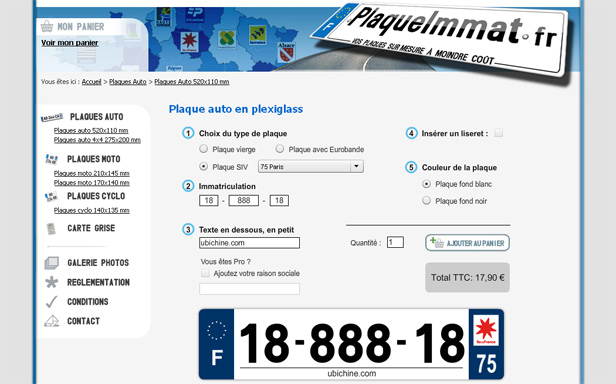 MON PANIER
Voir mon panier
Alsace
PlaqueImmat.fr
VOS PLAQUES SUR MESURE A MOINDRE COÛT
Vous êtes ici : Accueil > Plaques Auto > Plaques Auto 520x110 mm
PLAQUES AUTO
Plaques auto 520x110 mm
Plaques auto 4x4 275x200 mm
PLAQUES MOTO
Plaques moto 210x145 mm
Plaques moto 170x140 mm
PLAQUES CYCLO
Plaques cyclo 140x135 mm
CARTE GRISE
GALERIE PHOTOS
REGLEMENTATION
CONDITIONS
CONTACT
Plaque auto en plexiglass
1 Choix du type de plaque
Plaque vierge Plaque avec Eurobande
Plaque SIV 75 Paris
2 Immatriculation
18 - 888 - 18
3 Texte en dessous, en petit
ubichine.com
Vous êtes Pro ?
Ajoutez votre raison sociale
4 Insérer un liseret :
5 Couleur de la plaque
Plaque fond blanc
Plaque fond noir
Quantité : 1 AJOUTER AU PANIER
Total TTC: 17,90 €
F 18-888-18 75
îledeFrance
ubichine.com